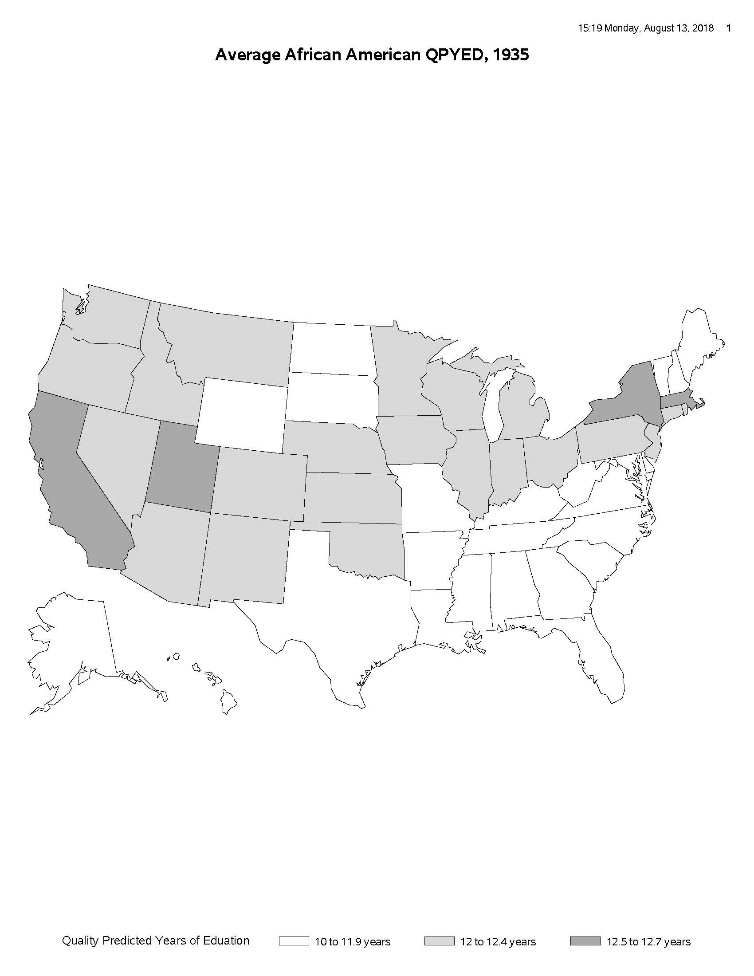 15:19 Monday, August 13, 2018 1
Average African American QPYED, 1935
Quality Predicted Years of Eduation 10 to 11.9 years 12 to 12.4 years 12.5 to 12.7 years